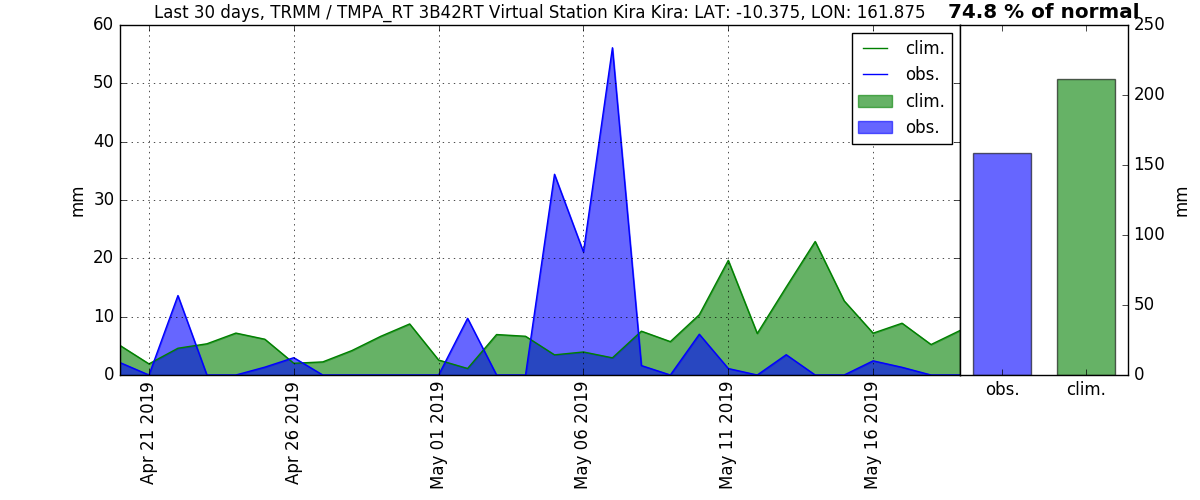 Last 30 days, TRMM / TMPA_RT 3B42RT Virtual Station Kira Kira: LAT: -10.375, LON: 161.875
74.8 % of normal
60
50
40
30
20
10
0
mm
clim.
obs.
clim.
obs.
Apr 21 2019
Apr 26 2019
May 01 2019
May 06 2019
May 11 2019
May 16 2019
250
200
150
100
50
0
mm
obs.
clim.